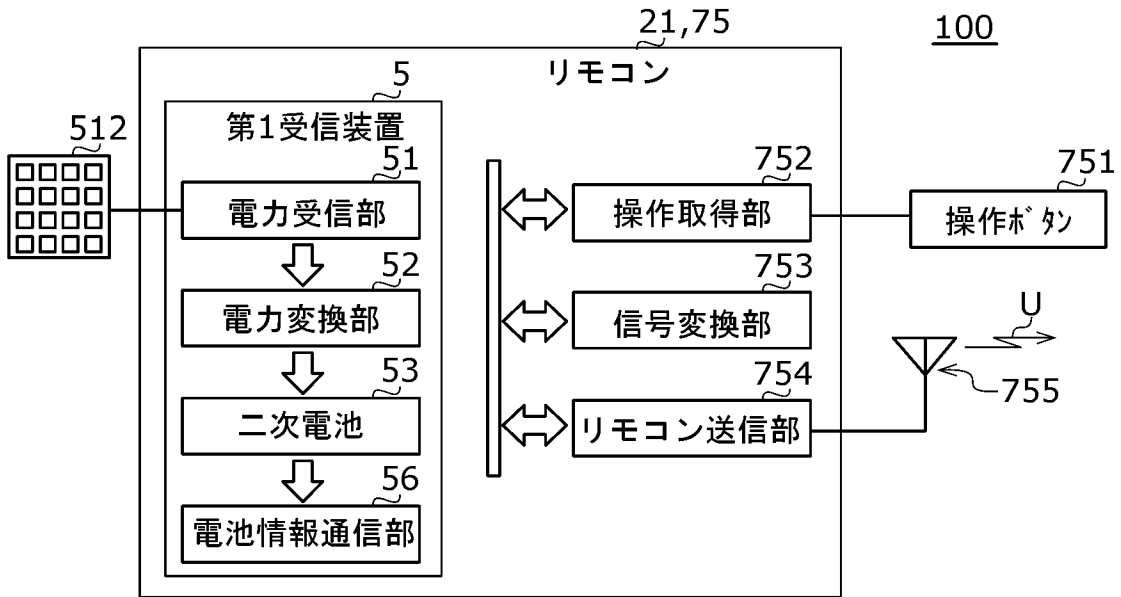 21,75
100
リモコン
5
第1受信装置
512
51
電力受信部
752
操作取得部
751
操作ﾎﾞﾀﾝ
52
電力変換部
753
信号変換部
U
53
二次電池
754
リモコン送信部
755
56
電池情報通信部